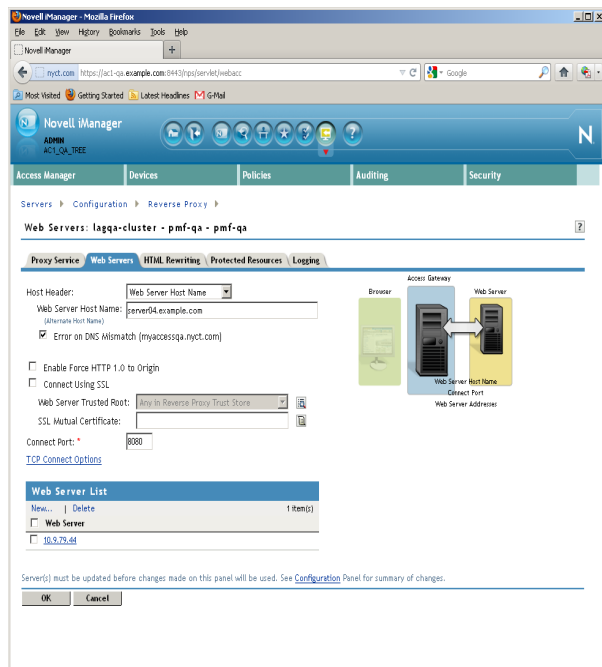 Novell iManager - Mozilla Firefox
File Edit View History Bookmarks Tools Help
Novell iManager +
nyct.com https://ac1-qa.example.com:8443/nps/servlet/webacc Google
Most Visited Getting Started Latest Headlines G-Mail
Novell iManager
ADMIN
AC1_QA_TREE
N
Access Manager Devices Policies Auditing Security
Servers Configuration Reverse Proxy
Web Servers: lagqa-cluster - pmf-qa - pmf-qa ?
Proxy Service Web Servers HTML Rewriting Protected Resources Logging
Host Header: Web Server Host Name
Web Server Host Name: server04.example.com
(Alternate Host Name)
Error on DNS Mismatch (myaccessqa.nyct.com)
Enable Force HTTP 1.0 to Origin
Connect Using SSL
Web Server Trusted Root: Any in Reverse Proxy Trust Store
SSL Mutual Certificate:
Connect Port: * 8080
TCP Connect Options
Access Gateway
Browser Web Server
Web Server Host Name
Connect Port
Web Server Addresses
Web Server List
New... | Delete 1 item(s)
Web Server
10.9.79.44
Server(s) must be updated before changes made on this panel will be used. See Configuration Panel for summary of changes.
OK Cancel